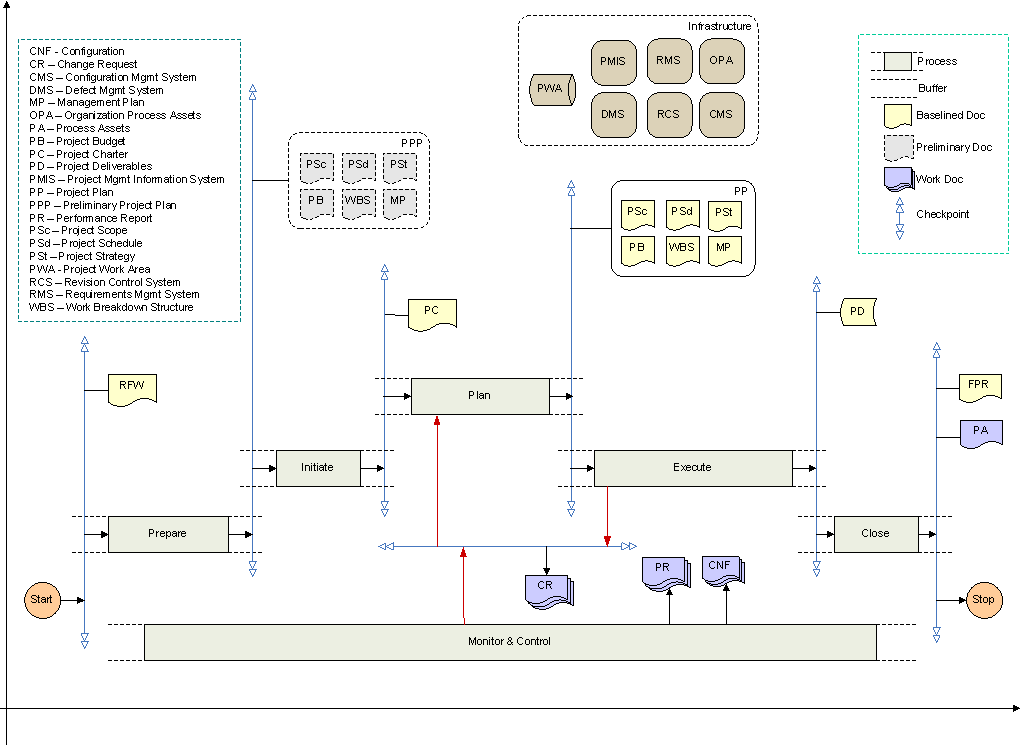 CNF - Configuration
CR – Change Request
CMS – Configuration Mgmt System
DMS – Defect Mgmt System
MP – Management Plan
OPA – Organization Process Assets
PA – Process Assets
PB – Project Budget
PC – Project Charter
PD – Project Deliverables
PMIS – Project Mgmt Information System
PP – Project Plan
PPP – Preliminary Project Plan
PR – Performance Report
PSc – Project Scope
PSd – Project Schedule
PSt – Project Strategy
PWA - Project Work Area
RCS – Revision Control System
RMS – Requirements Mgmt System
WBS – Work Breakdown Structure
PPP
PSc PSd PSt
PB WBS MP
Infrastructure
PWA
PMIS RMS OPA
DMS RCS CMS
PP
PSc PSd PSt
PB WBS MP
Process
Buffer
Baselined Doc
Preliminary Doc
Work Doc
Checkpoint
PC
PD
RFW
FPR
PA
Plan
Initiate
Execute
Prepare
Close
CR
PR
CNF
Start
Stop
Monitor & Control